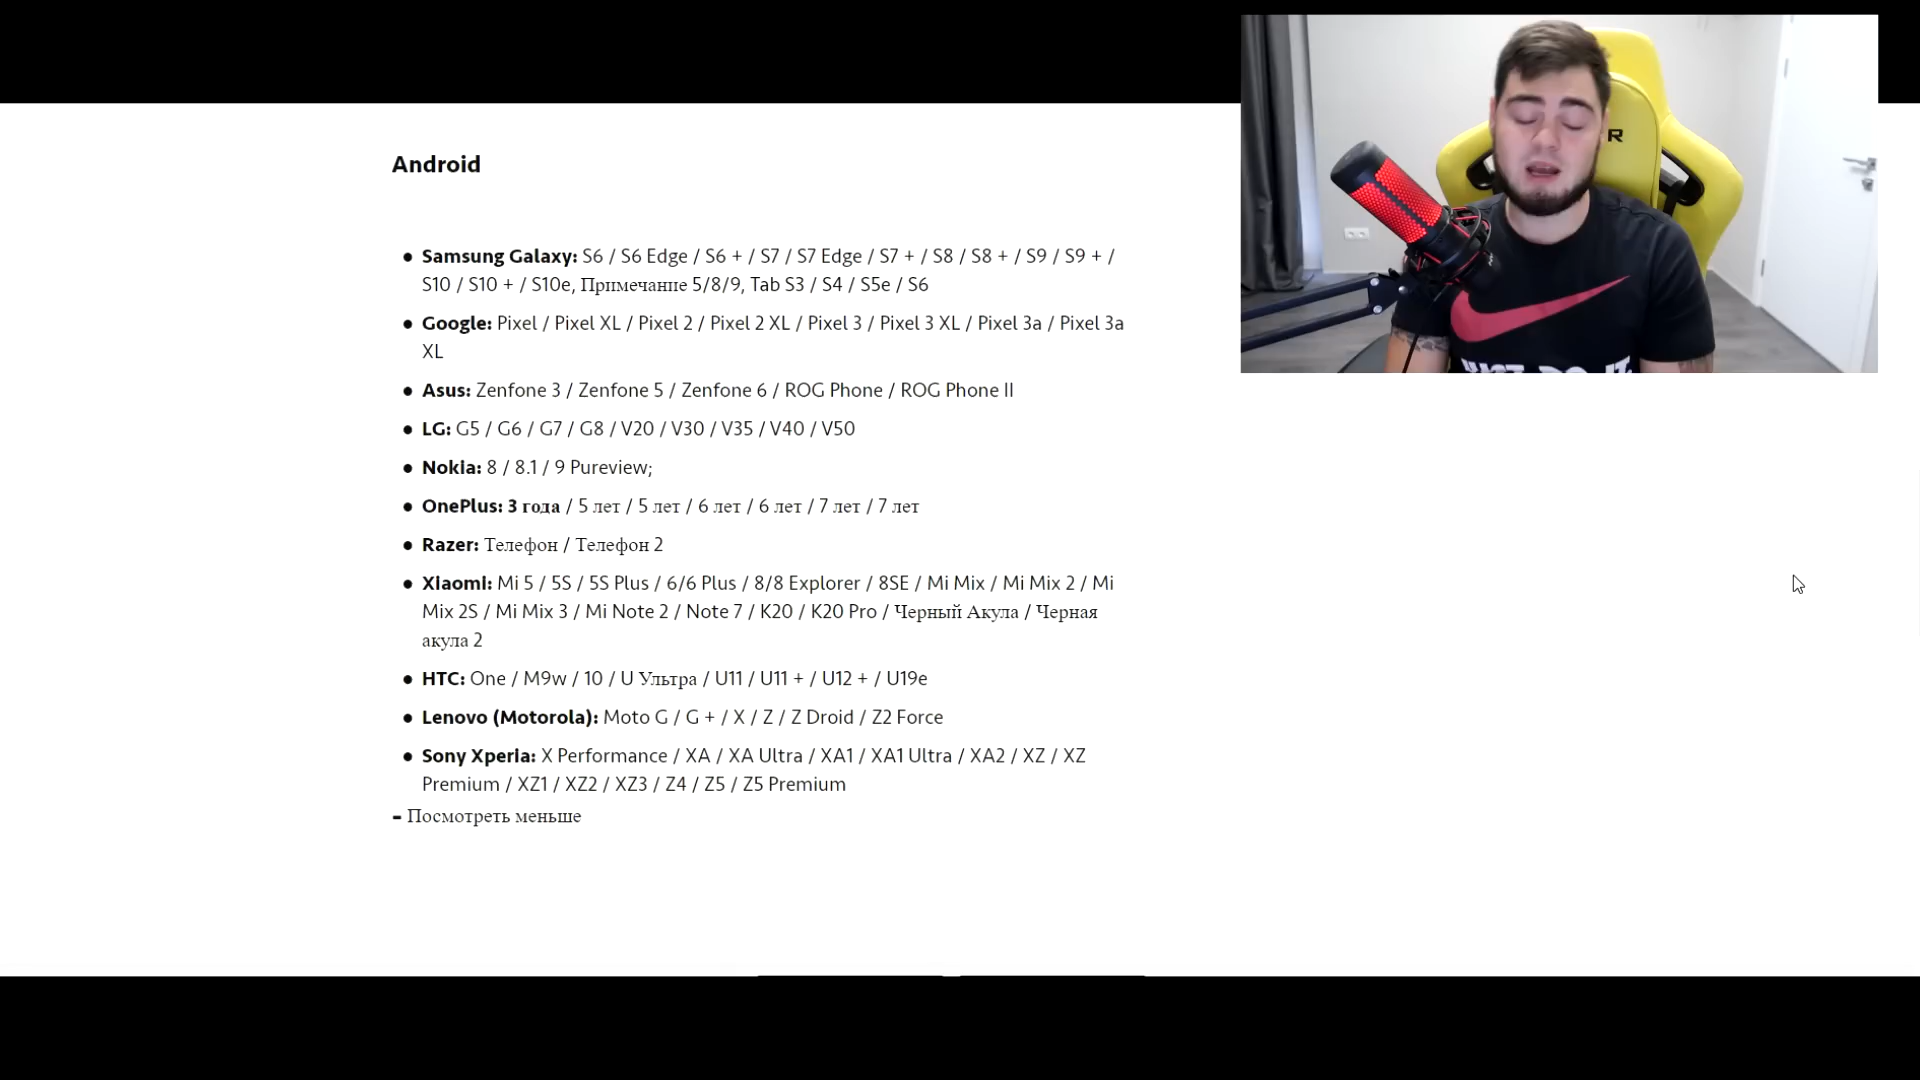 Android
Samsung Galaxy: S6 / S6 Edge / S6 + / S7 / S7 Edge / S7 + / S8 / S8 + / S9 / S9 + /
S10 / S10 + / S10e, Примечание 5/8/9, Tab S3 / S4 / S5e / S6
Google: Pixel / Pixel XL / Pixel 2 / Pixel 2 XL / Pixel 3 / Pixel 3 XL / Pixel 3a / Pixel 3a
XL
Asus: Zenfone 3 / Zenfone 5 / Zenfone 6 / ROG Phone / ROG Phone II
LG: G5 / G6 / G7 / G8 / V20 / V30 / V35 / V40 / V50
Nokia: 8 / 8.1 / 9 Pureview;
OnePlus: 3 года / 5 лет / 5 лет / 6 лет / 6 лет / 7 лет / 7 лет
Razer: Телефон / Телефон 2
Xiaomi: Mi 5 / 5S / 5S Plus / 6/6 Plus / 8/8 Explorer / 8SE / Mi Mix / Mi Mix 2 / Mi
Mix 2S / Mi Mix 3 / Mi Note 2 / Note 7 / K20 / K20 Pro / Черный Акула / Черная
акула 2
HTC: One / M9w / 10 / U Ультра / U11 / U11 + / U12 + / U19e
Lenovo (Motorola): Moto G / G + / X / Z / Z Droid / Z2 Force
Sony Xperia: X Performance / XA / XA Ultra / XA1 / XA1 Ultra / XA2 / XZ / XZ
Premium / XZ1 / XZ2 / XZ3 / Z4 / Z5 / Z5 Premium
- Посмотреть меньше
R
JUST DO IT